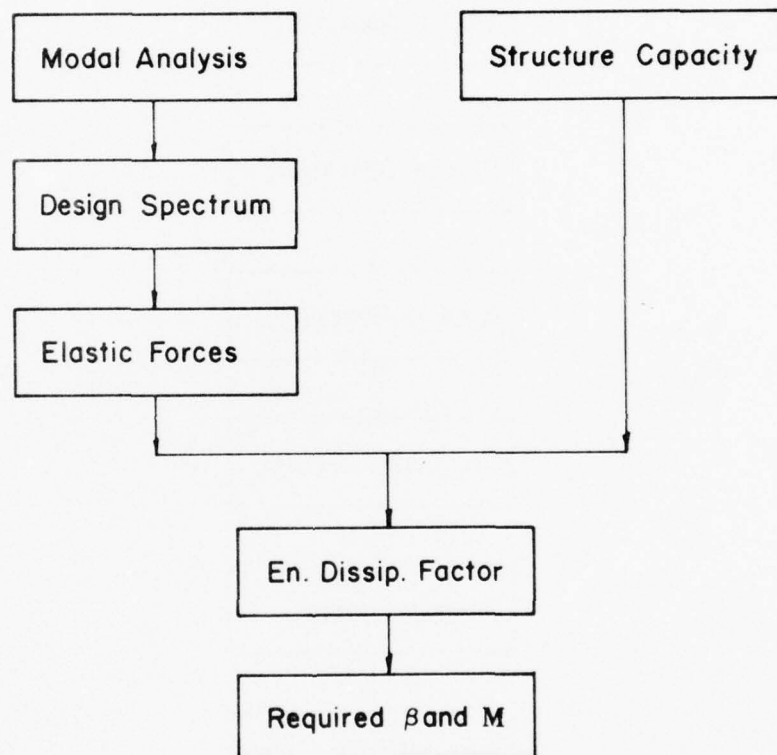 Modal Analysis
Structure Capacity
Design Spectrum
Elastic Forces
En. Dissip. Factor
Required β and M